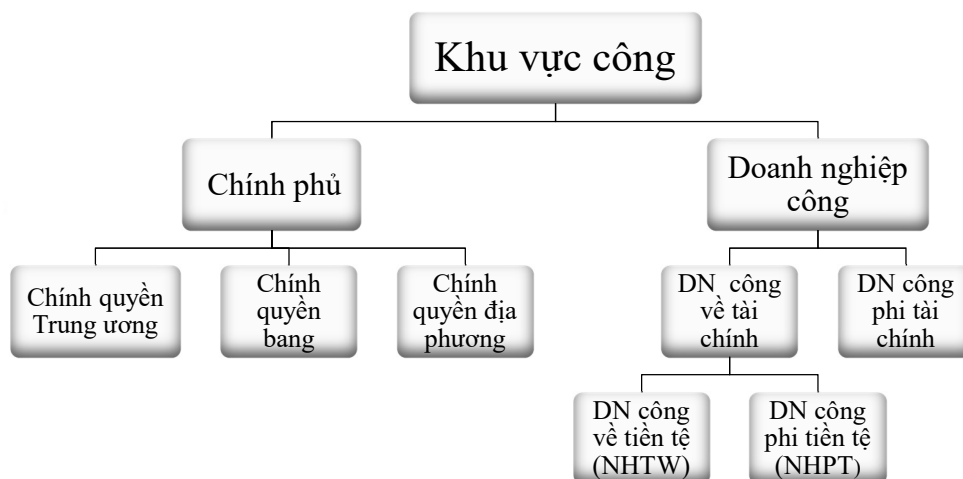 Khu vực công
Chính phủ
Doanh nghiệp
công
Chính quyền
Trung ương
Chính
quyền
bang
Chính
quyền địa
phương
DN công
về tài
chính
DN công
phi tài
chính
DN công
về tiền tệ
(NHTW)
DN công
phi tiền tệ
(NHPT)